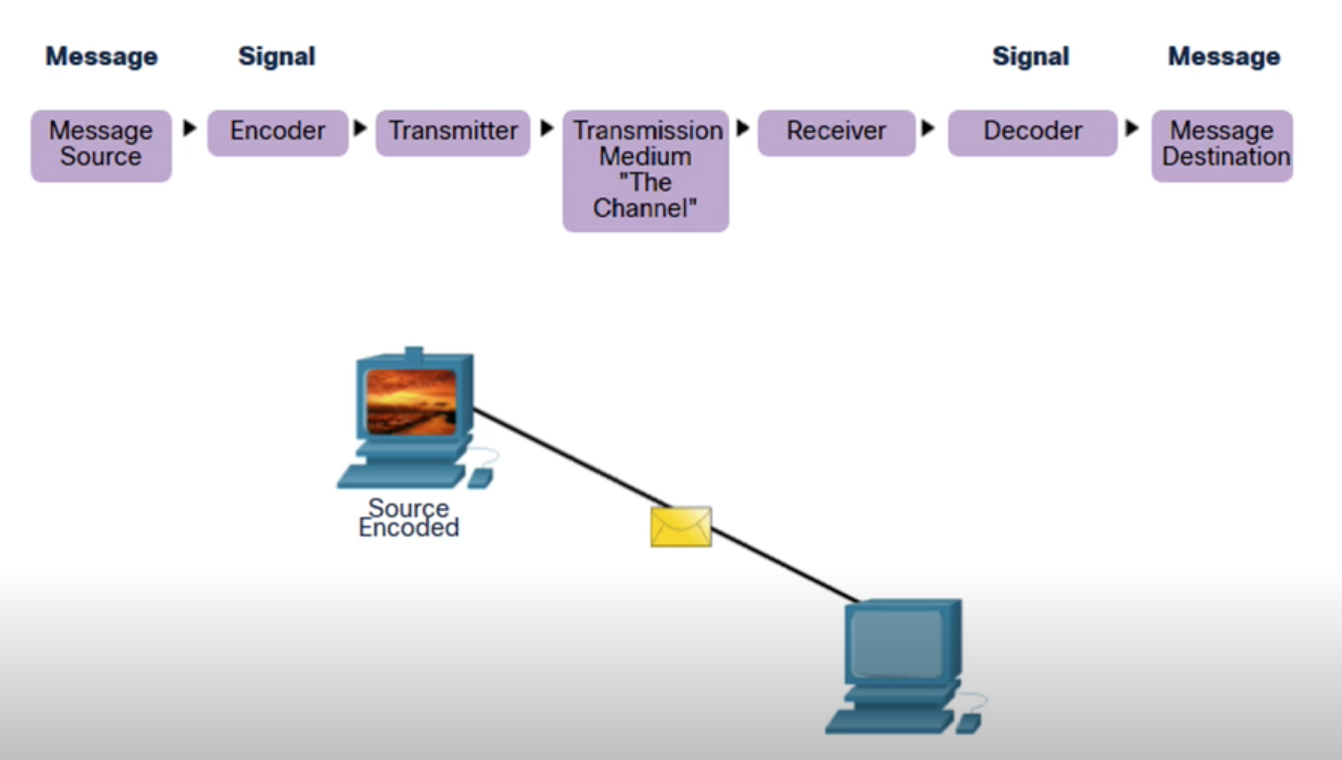 Message Signal Signal Message
Message Source
Encoder
Transmitter
Transmission Medium "The Channel"
Receiver
Decoder
Message Destination
Source
Encoded